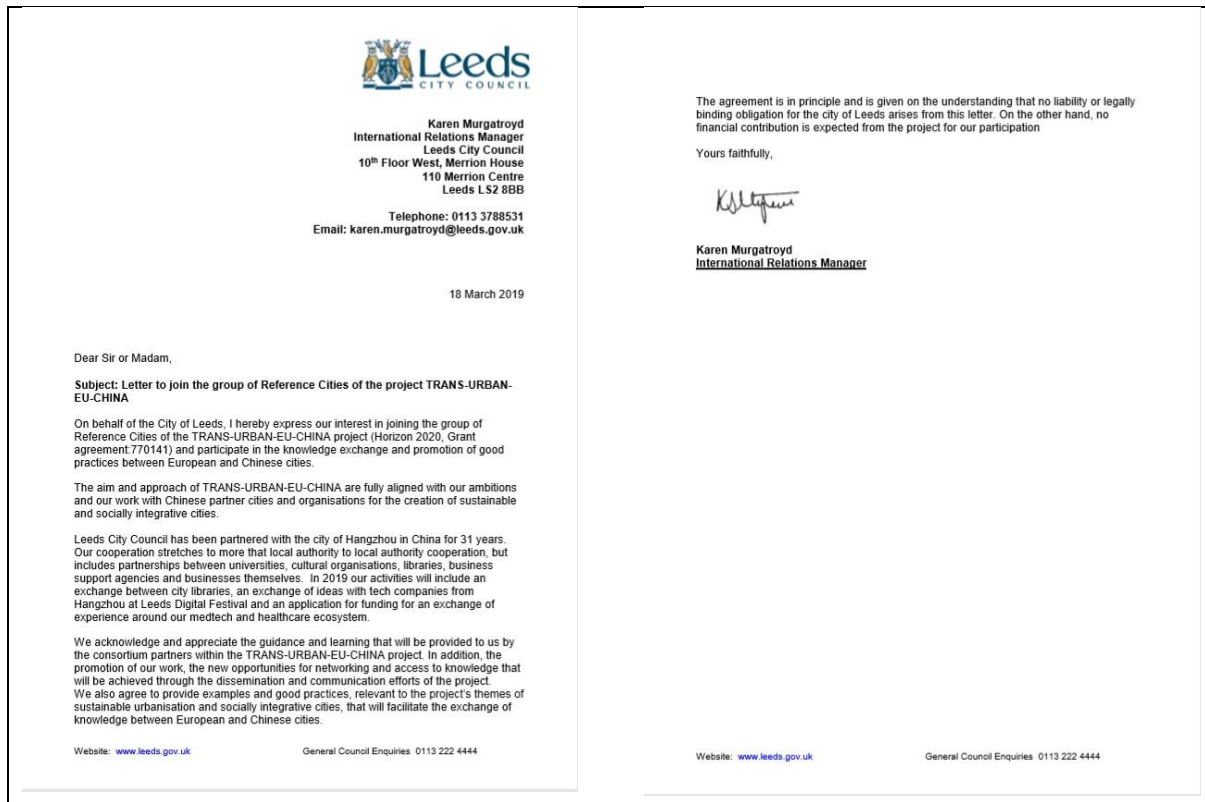 Leeds
CITY COUNCIL
Karen Murgatroyd
International Relations Manager
Leeds City Council
10th Floor West, Merrion House
110 Merrion Centre
Leeds LS2 8BB
Telephone: 0113 3788531
Email: karen.murgatroyd@leeds.gov.uk
18 March 2019
Dear Sir or Madam,
Subject: Letter to join the group of Reference Cities of the project TRANS-URBAN-
EU-CHINA
On behalf of the City of Leeds, I hereby express our interest in joining the group of
Reference Cities of the TRANS-URBAN-EU-CHINA project (Horizon 2020, Grant
agreement:770141) and participate in the knowledge exchange and promotion of good
practices between European and Chinese cities.
The aim and approach of TRANS-URBAN-EU-CHINA are fully aligned with our ambitions
and our work with Chinese partner cities and organisations for the creation of sustainable
and socially integrative cities.
Leeds City Council has been partnered with the city of Hangzhou in China for 31 years.
Our cooperation stretches to more that local authority to local authority cooperation, but
includes partnerships between universities, cultural organisations, libraries, business
support agencies and businesses themselves.  In 2019 our activities will include an
exchange between city libraries, an exchange of ideas with tech companies from
Hangzhou at Leeds Digital Festival and an application for funding for an exchange of
experience around our medtech and healthcare ecosystem.
We acknowledge and appreciate the guidance and learning that will be provided to us by
the consortium partners within the TRANS-URBAN-EU-CHINA project. In addition, the
promotion of our work, the new opportunities for networking and access to knowledge that
will be achieved through the dissemination and communication efforts of the project.
We also agree to provide examples and good practices, relevant to the project's themes of
sustainable urbanisation and socially integrative cities, that will facilitate the exchange of
knowledge between European and Chinese cities.
Website: www.leeds.gov.uk General Council Enquiries 0113 222 4444
The agreement is in principle and is given on the understanding that no liability or legally
binding obligation for the city of Leeds arises from this letter. On the other hand, no
financial contribution is expected from the project for our participation
Yours faithfully,
Karen Murgatroyd
International Relations Manager
Website: www.leeds.gov.uk General Council Enquiries 0113 222 4444